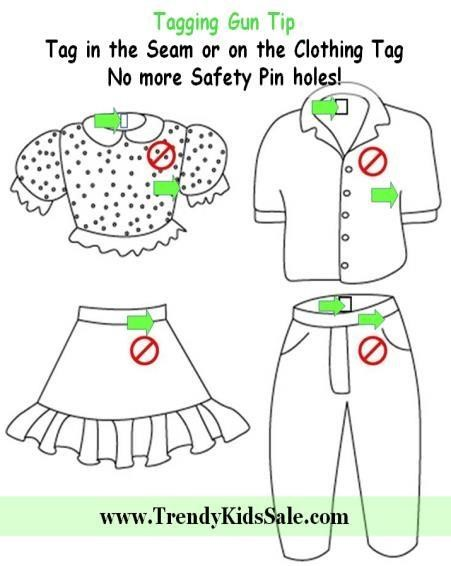 Tagging Gun Tip
Tag in the Seam or on the Clothing Tag
No more Safety Pin holes!
www.TrendyKidsSale.com